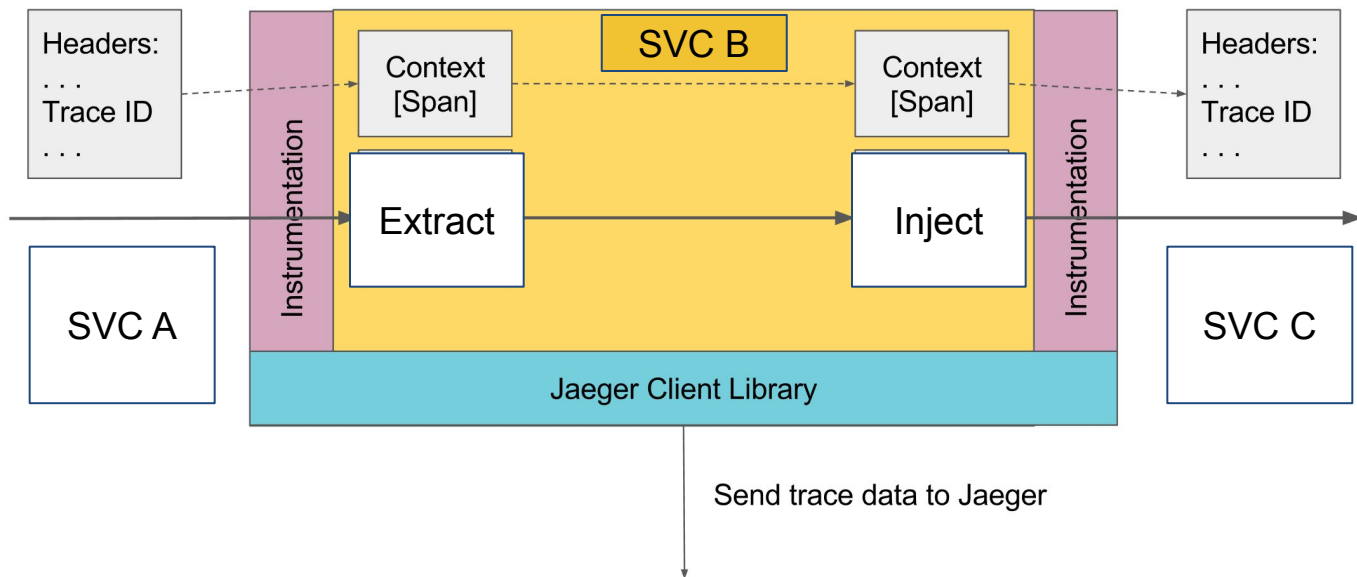 Headers:
. . .
Trace ID
. . .
Context
[Span]
SVC B
Context
[Span]
Headers:
. . .
Trace ID
. . .
Instrumentation
Extract
Inject
Instrumentation
SVC A
SVC C
Jaeger Client Library
Send trace data to Jaeger